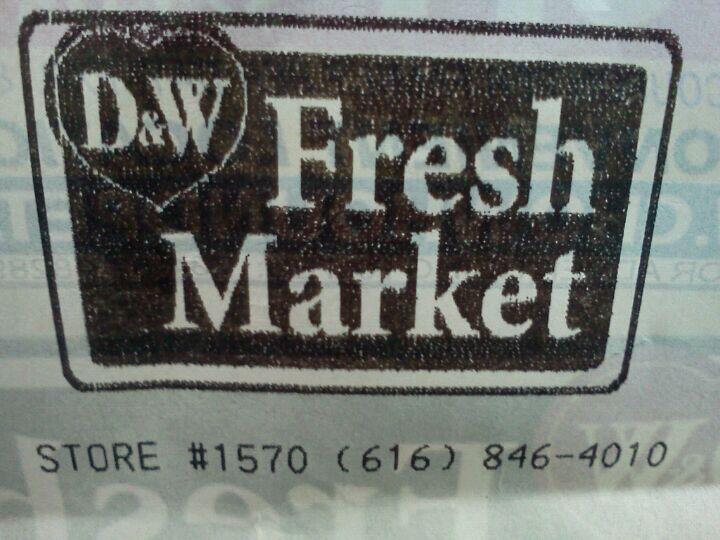 D&W
Fresh
Market
STORE #1570 (616) 846-4010